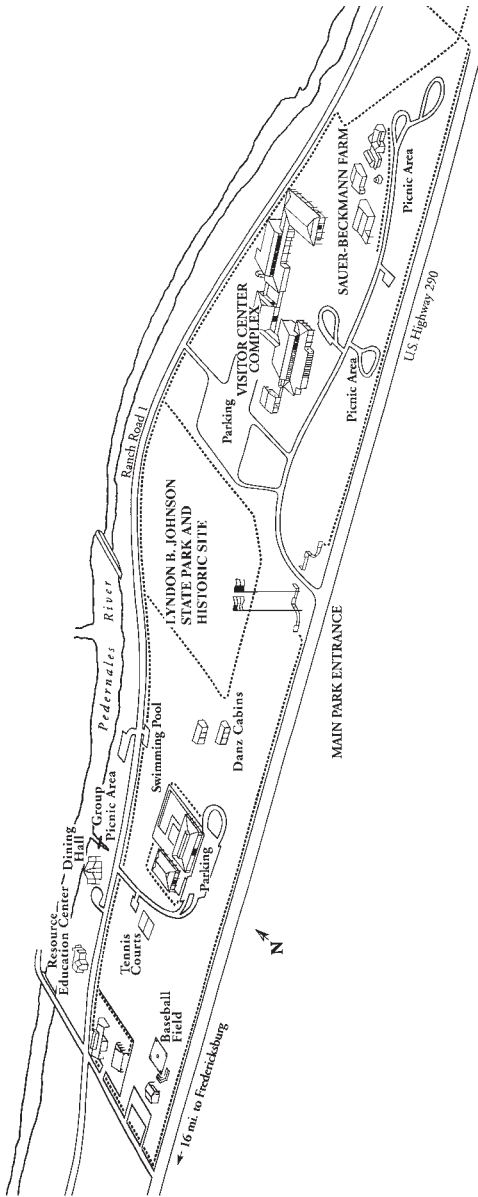 Resource
Education Center
Dining
Hall
Group
Picnic Area
Pedernales River
Ranch Road 1
Tennis
Courts
Baseball
Field
Parking
Swimming Pool
Danz Cabins
LYNDON B. JOHNSON
STATE PARK AND
HISTORIC SITE
Parking
VISITOR CENTER
COMPLEX
SAUER-BECKMANN FARM
Picnic Area
Picnic Area
U.S. Highway 290
MAIN PARK ENTRANCE
N
16 mi. to Fredericksburg